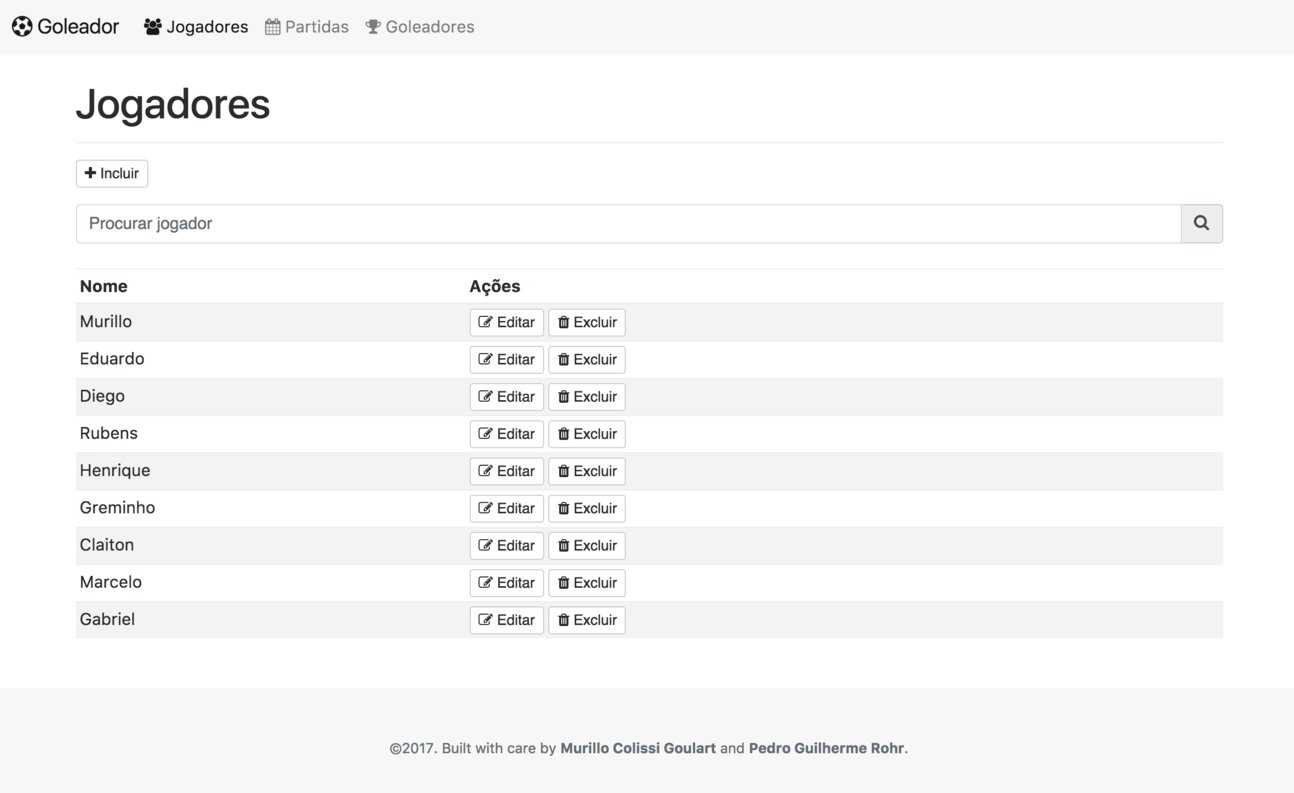 Goleador Jogadores Partidas Goleadores
Jogadores
Incluir
Procurar jogador
Nome Ações
Murillo Editar Excluir
Eduardo Editar Excluir
Diego Editar Excluir
Rubens Editar Excluir
Henrique Editar Excluir
Greminho Editar Excluir
Claiton Editar Excluir
Marcelo Editar Excluir
Gabriel Editar Excluir
©2017. Built with care by Murillo Colissi Goulart and Pedro Guilherme Rohr.